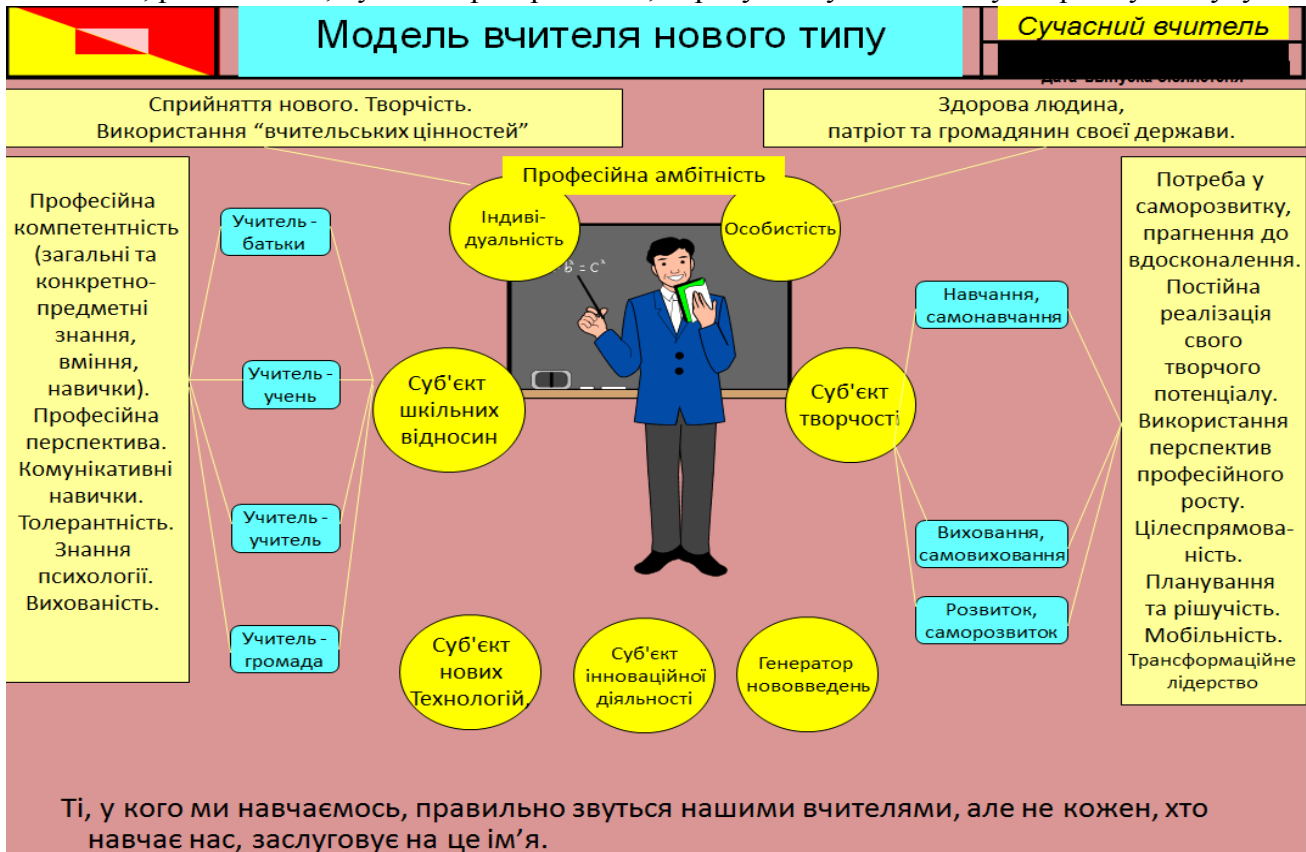 Модель вчителя нового типу
Сучасний вчитель
Сприйняття нового. Творчість.
Використання “вчительських цінностей”
Здорова людина,
патріот та громадянин своєї держави.
Професійна амбітність
Індиві-
дуальність
Особистість
Професійна
компетентність
(загальні та
конкретно-
предметні
знання,
вміння,
навички).
Професійна
перспектива.
Комунікативні
навички.
Толерантність.
Знання
психології.
Вихованість.
Учитель -
батьки
Учитель -
учень
Учитель -
учитель
Учитель -
громада
Суб'єкт
шкільних
відносин
Суб'єкт
творчості
Навчання,
самонавчання
Виховання,
самовиховання
Розвиток,
саморозвиток
Потреба у
саморозвитку,
прагнення до
вдосконалення.
Постійна
реалізація
свого
творчого
потенціалу.
Використання
перспектив
професійного
росту.
Цілеспрямова-
ність.
Планування
та рішучість.
Мобільність.
Трансформаційне
лідерство
Суб'єкт
нових
Технологій,
Суб'єкт
інноваційної
діяльності
Генератор
нововведень
Ті, у кого ми навчаємось, правильно звуться нашими вчителями, але не кожен, хто
навчає нас, заслуговує на це ім’я.